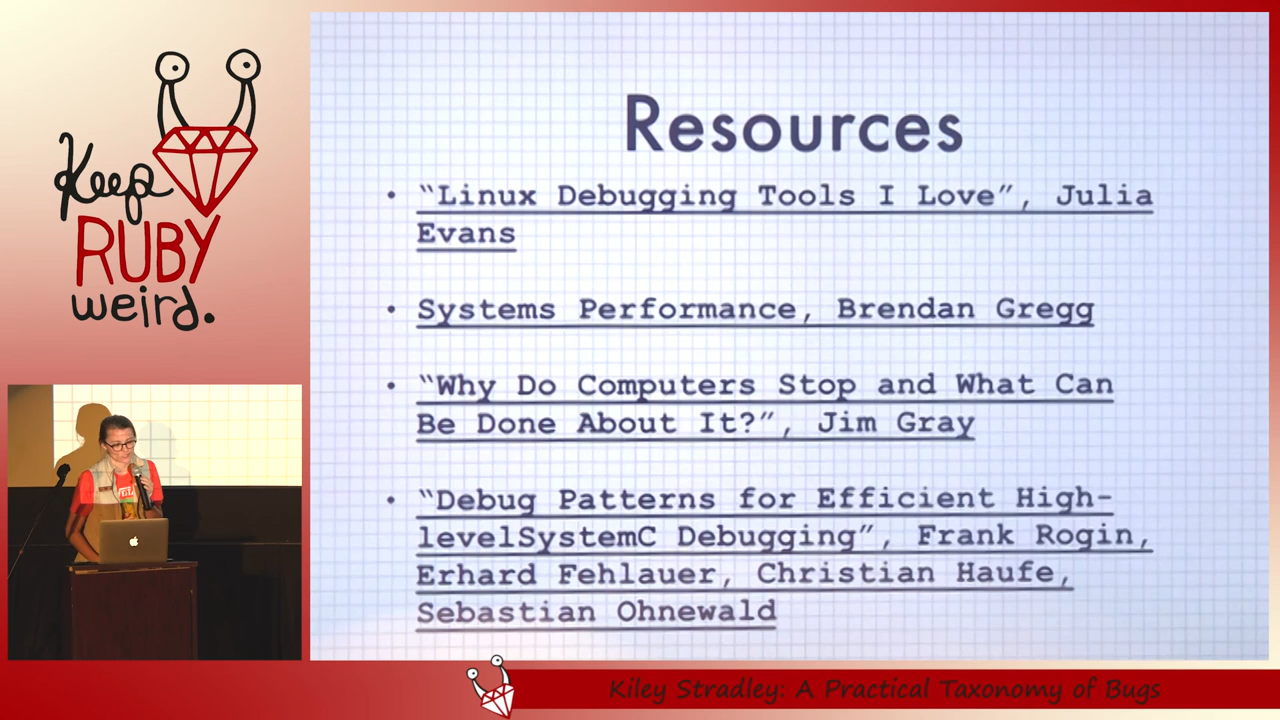 Keep
RUBY
weird.
Resources
• “Linux Debugging Tools I Love”, Julia
Evans
• Systems Performance, Brendan Gregg
• “Why Do Computers Stop and What Can
Be Done About It?”, Jim Gray
• “Debug Patterns for Efficient High-
levelSystemC Debugging”, Frank Rogin,
Erhard Fehlauer, Christian Haufe,
Sebastian Ohnewald
Kiley Stradley: A Practical Taxonomy of Bugs